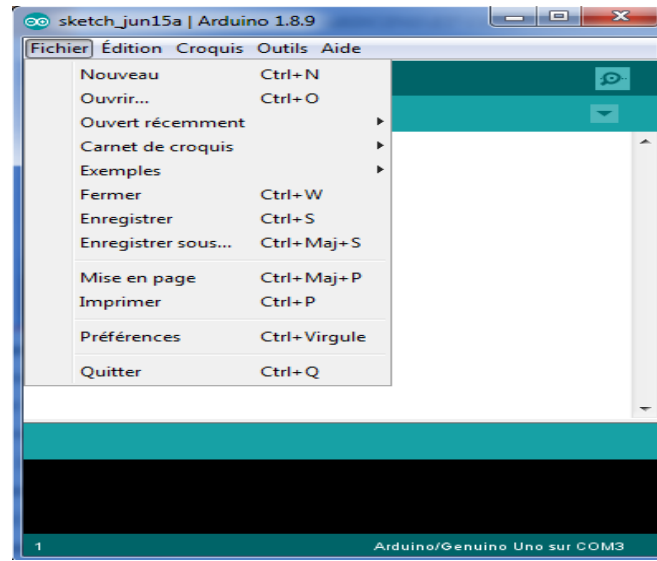 sketch_jun15a | Arduino 1.8.9
Fichier Édition Croquis Outils Aide
Nouveau Ctrl+N
Ouvrir... Ctrl+O
Ouvert récemment
Carnet de croquis
Exemples
Fermer Ctrl+W
Enregistrer Ctrl+S
Enregistrer sous... Ctrl+Maj+S
Mise en page Ctrl+Maj+P
Imprimer Ctrl+P
Préférences Ctrl+Virgule
Quitter Ctrl+Q
1 Arduino/Genuino Uno sur COM3